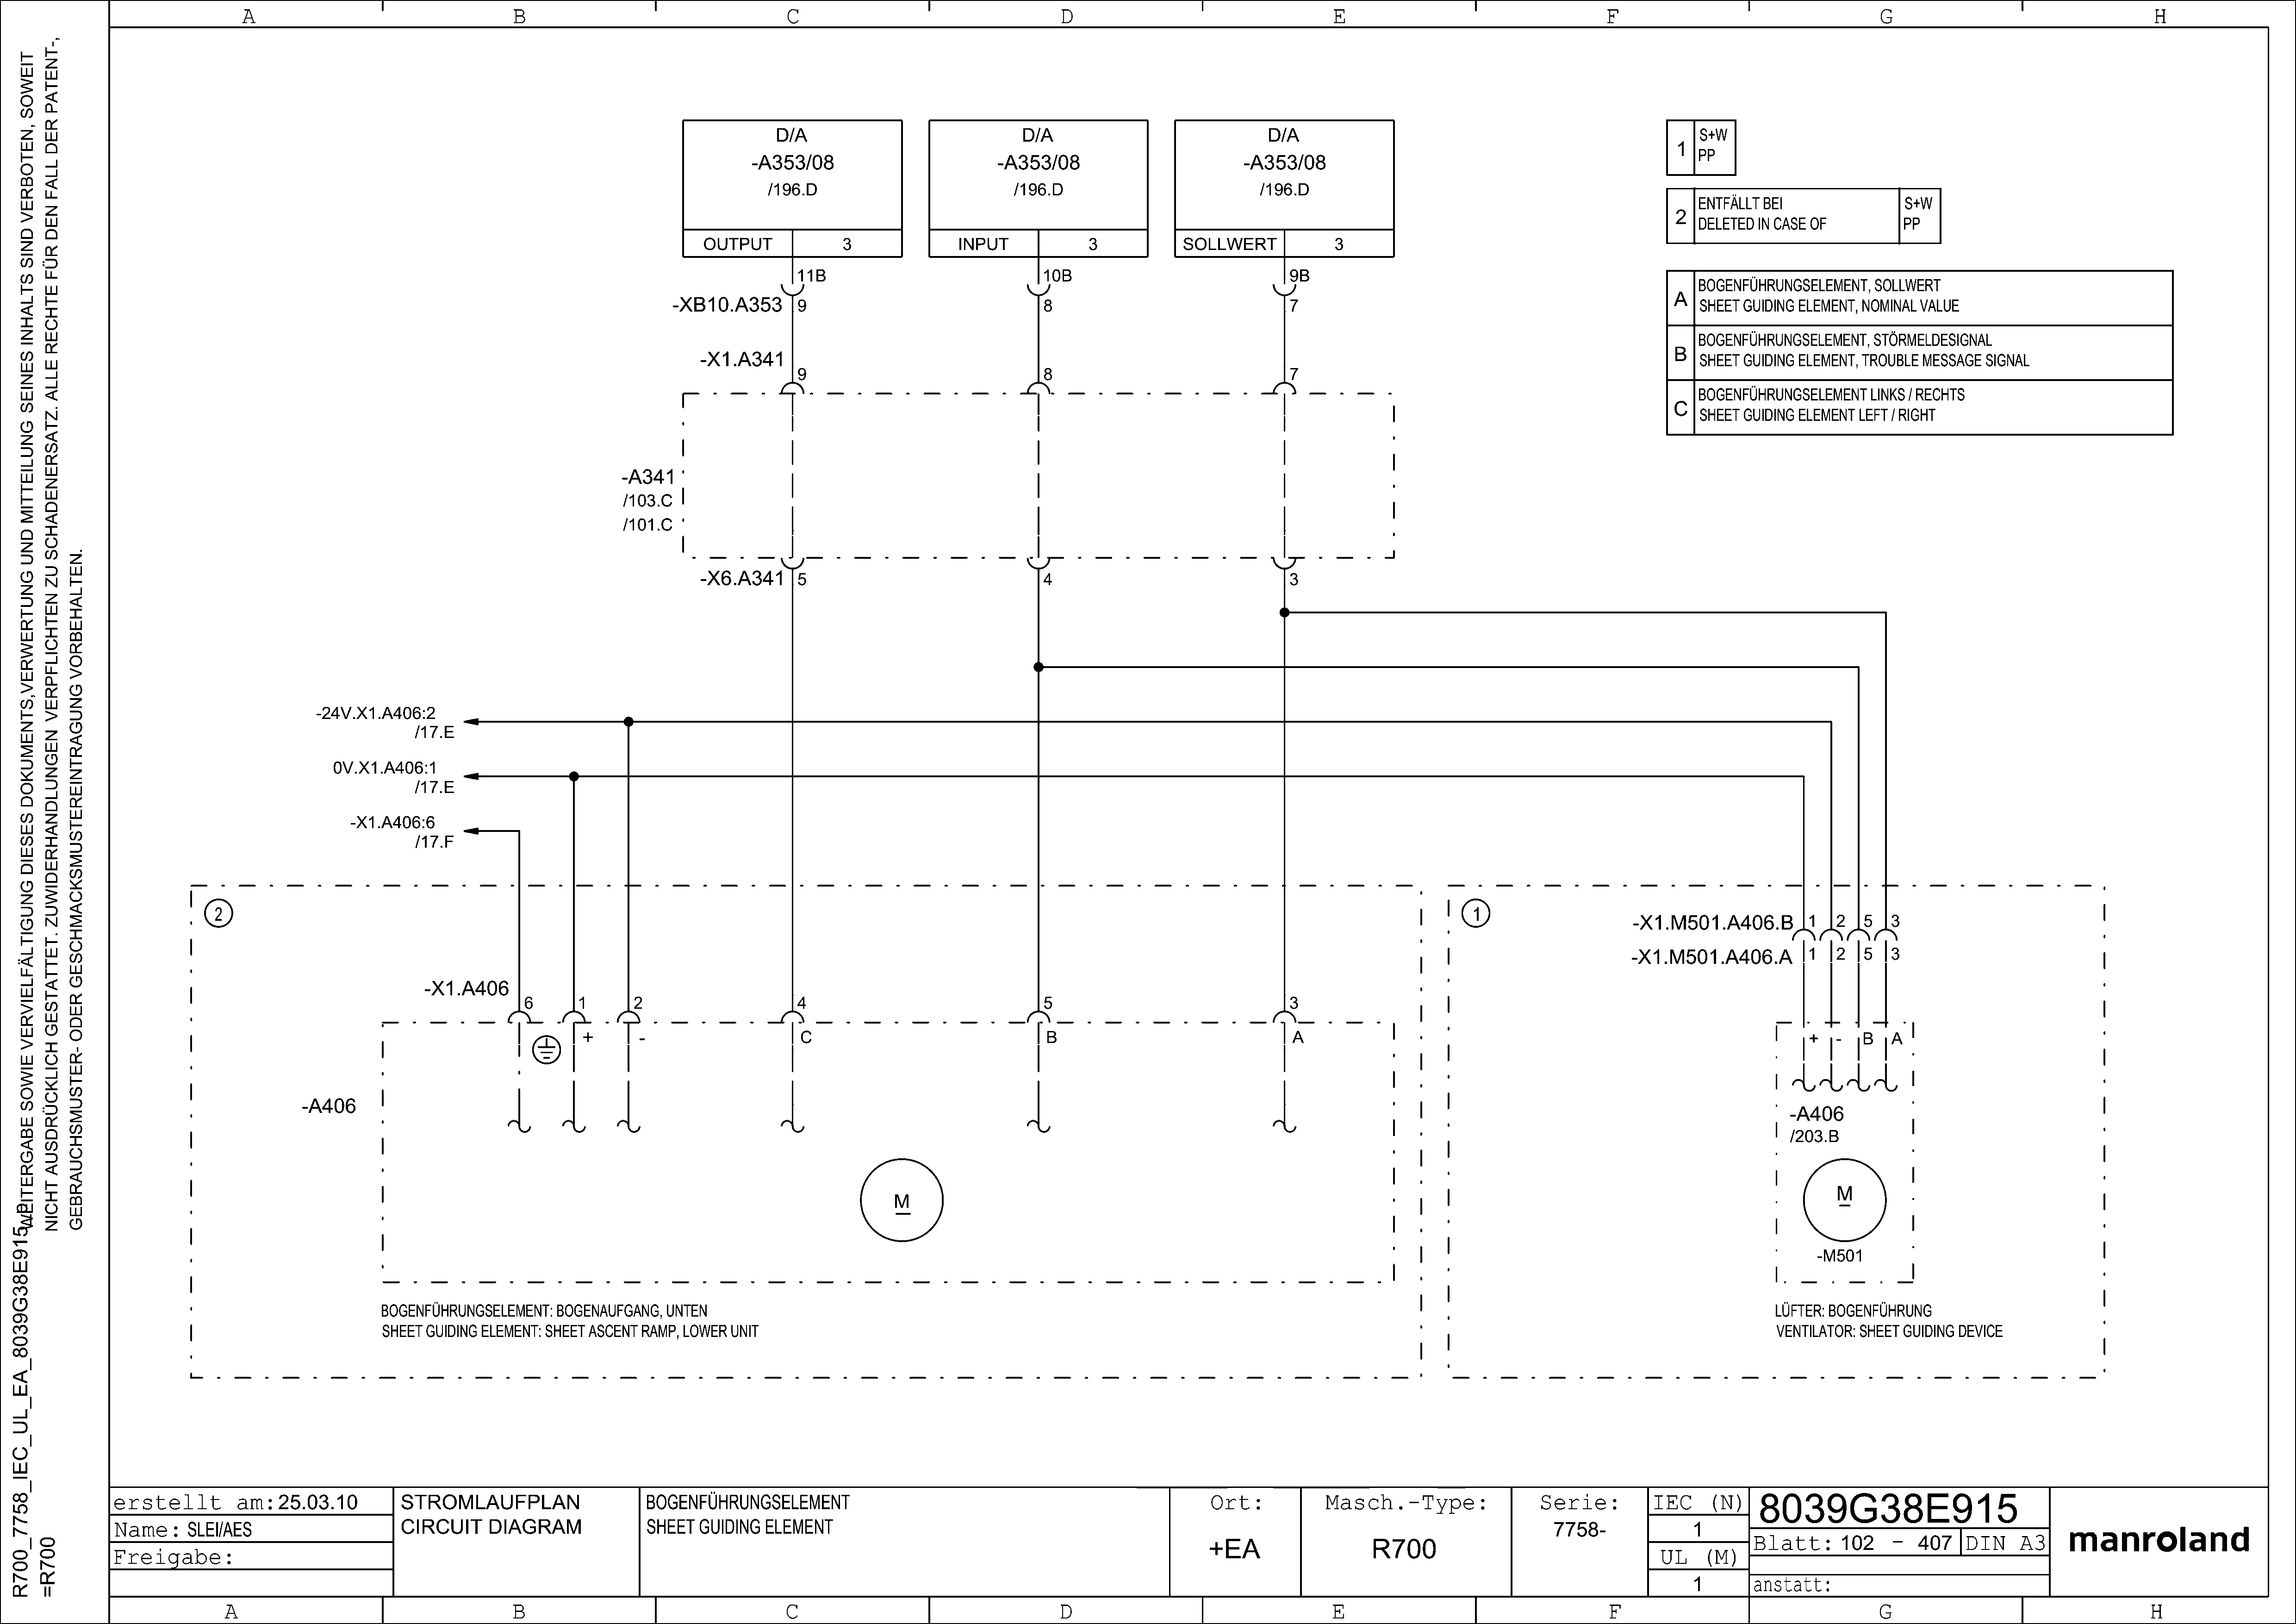 A B C D E F G H
WEITERGABE SOWIE VERVIELFÄLTIGUNG DIESES DOKUMENTS,VERWERTUNG UND MITTEILUNG SEINES INHALTS SIND VERBOTEN, SOWEIT
NICHT AUSDRÜCKLICH GESTATTET. ZUWIDERHANDLUNGEN VERPFLICHTEN ZU SCHADENERSATZ. ALLE RECHTE FÜR DEN FALL DER PATENT-,
GEBRAUCHSMUSTER- ODER GESCHMACKSMUSTEREINTRAGUNG VORBEHALTEN.
R700_7758_IEC_UL_EA_8039G38E915_D
=R700
D/A
-A353/08
/196.D
OUTPUT 3
D/A
-A353/08
/196.D
INPUT 3
D/A
-A353/08
/196.D
SOLLWERT 3
1 S+W
PP
2 ENTFÄLLT BEI S+W
DELETED IN CASE OF PP
A BOGENFÜHRUNGSELEMENT, SOLLWERT
SHEET GUIDING ELEMENT, NOMINAL VALUE
B BOGENFÜHRUNGSELEMENT, STÖRMELDESIGNAL
SHEET GUIDING ELEMENT, TROUBLE MESSAGE SIGNAL
C BOGENFÜHRUNGSELEMENT LINKS / RECHTS
SHEET GUIDING ELEMENT LEFT / RIGHT
11B 10B 9B
-XB10.A353 9 8 7
-X1.A341
9 8 7
-A341
/103.C
/101.C
-X6.A341 5 4 3
-24V.X1.A406:2
/17.E
0V.X1.A406:1
/17.E
-X1.A406:6
/17.F
2
1
-X1.M501.A406.B 1 2 5 3
-X1.M501.A406.A 1 2 5 3
-X1.A406
6 1 2 4 5 3
+ - C B A
+ - B A
-A406
-A406
/203.B
M
M
-M501
BOGENFÜHRUNGSELEMENT: BOGENAUFGANG, UNTEN
SHEET GUIDING ELEMENT: SHEET ASCENT RAMP, LOWER UNIT
LÜFTER: BOGENFÜHRUNG
VENTILATOR: SHEET GUIDING DEVICE
erstellt am: 25.03.10
Name: SLEI/AES
Freigabe:
STROMLAUFPLAN
CIRCUIT DIAGRAM
BOGENFÜHRUNGSELEMENT
SHEET GUIDING ELEMENT
Ort:
+EA
Masch.-Type:
R700
Serie:
7758-
IEC (N)
1
UL (M)
1
8039G38E915
Blatt: 102 - 407 DIN A3
anstatt:
manroland
A B C D E F G H